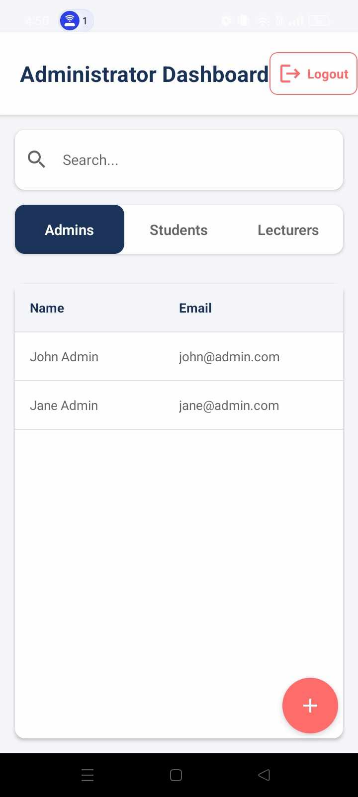 1
Administrator Dashboard
Logout
Search...
Admins Students Lecturers
Name Email
John Admin john@admin.com
Jane Admin jane@admin.com
+